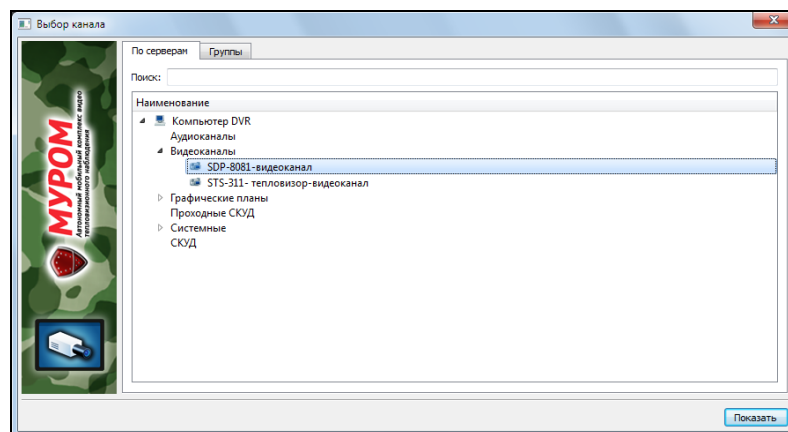 Выбор канала
По серверам
Группы
Поиск:
Наименование
Компьютер DVR
Аудиоканалы
Видеоканалы
SDP-8081-видеоканал
STS-311- тепловизор-видеоканал
Графические планы
Проходные СКУД
Системные
СКУД
МУРОМ
Автономный мобильный комплекс видео
тепловизионного наблюдения
Показать